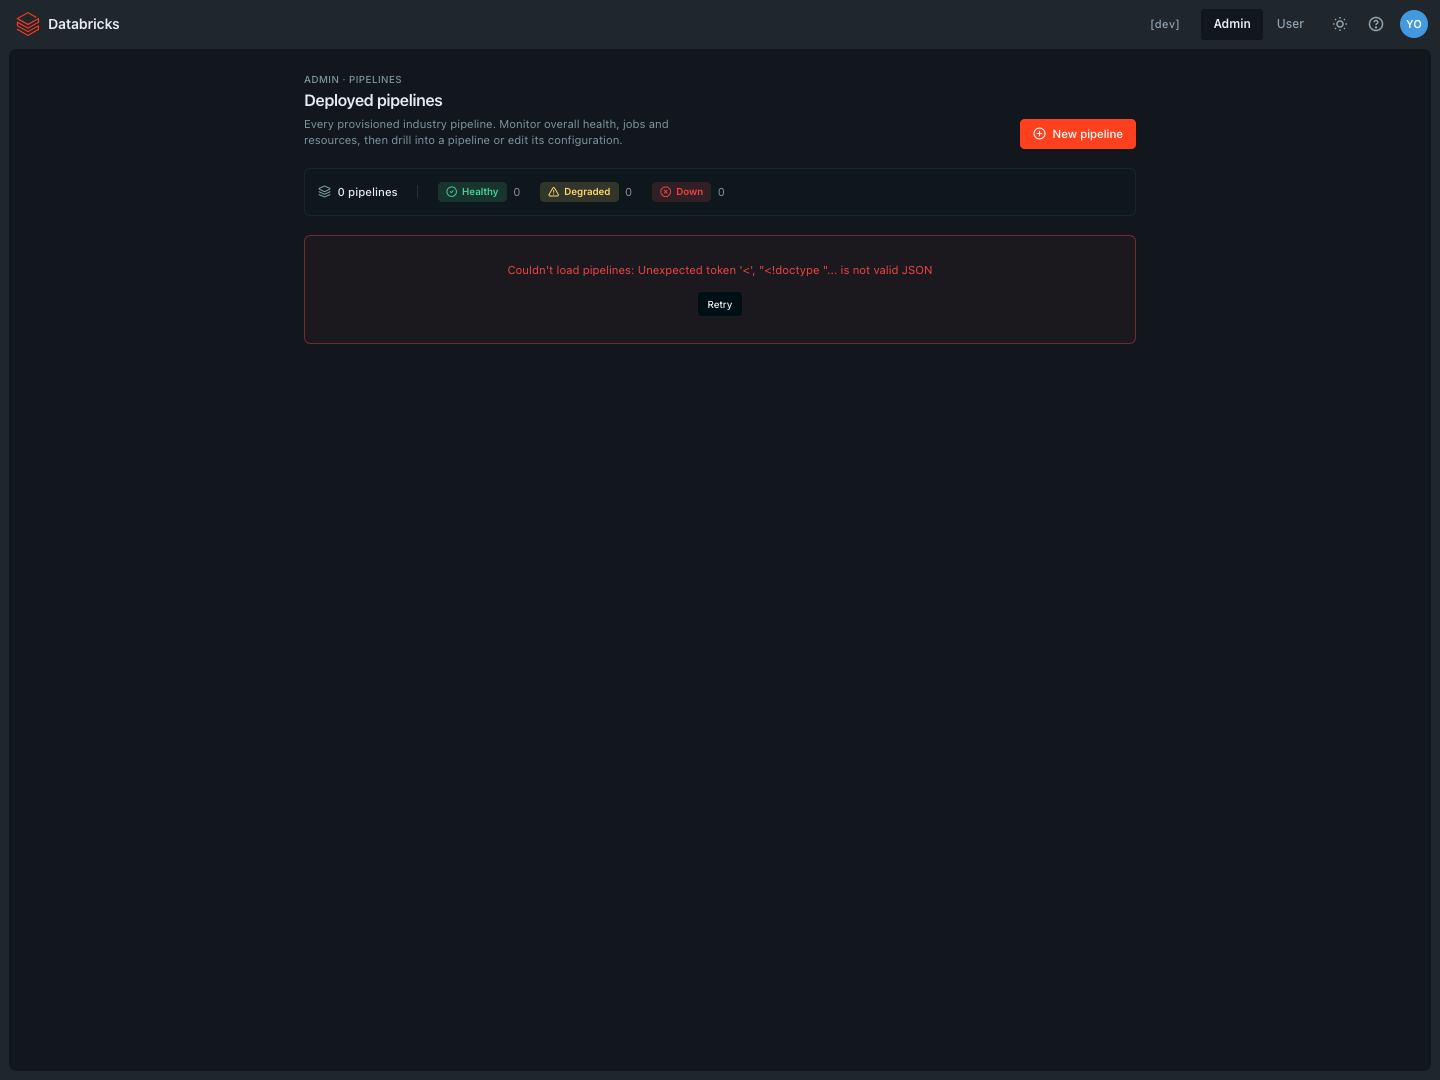 Databricks
[dev]
Admin
User
YO
ADMIN · PIPELINES
Deployed pipelines
Every provisioned industry pipeline. Monitor overall health, jobs and
resources, then drill into a pipeline or edit its configuration.
New pipeline
0 pipelines
Healthy 0
Degraded 0
Down 0
Couldn't load pipelines: Unexpected token '<', "<!doctype "... is not valid JSON
Retry